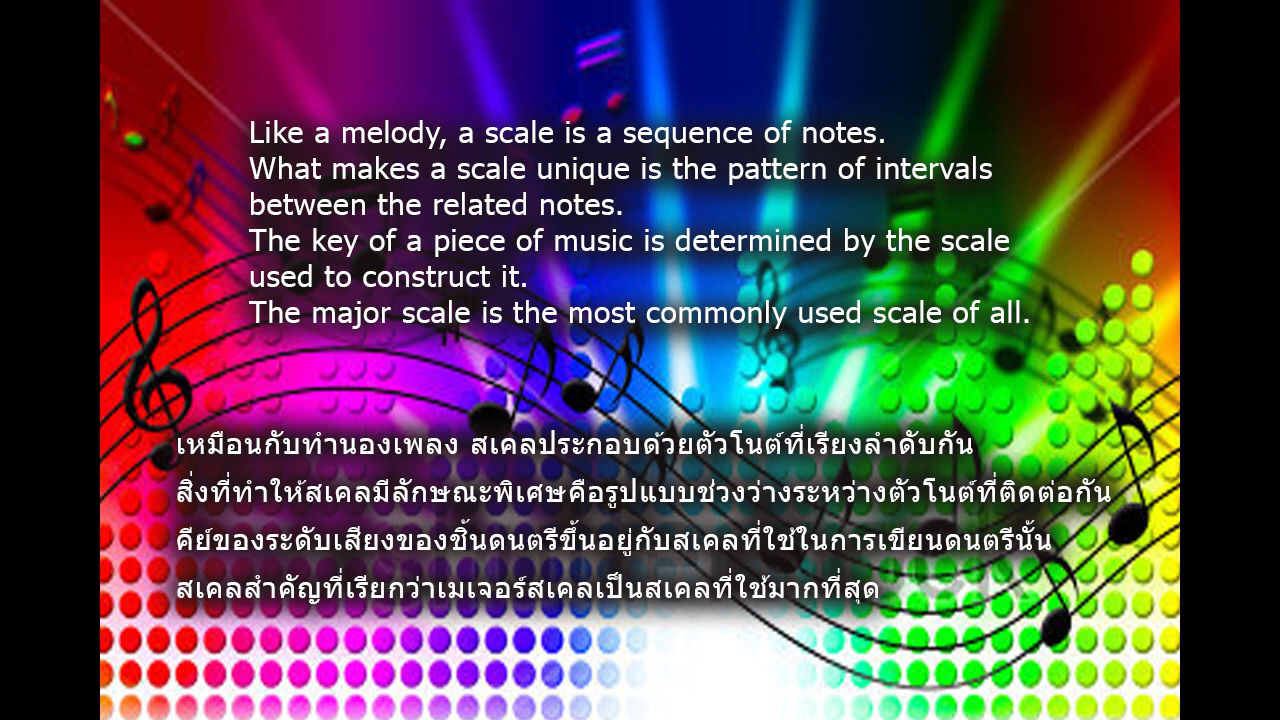 Like a melody, a scale is a sequence of notes.
What makes a scale unique is the pattern of intervals
between the related notes.
The key of a piece of music is determined by the scale
used to construct it.
The major scale is the most commonly used scale of all.
เหมือนกับทำนองเพลง สเคลประกอบด้วยตัวโนต์ที่เรียงลำดับกัน
สิ่งที่ทำให้สเคลมีลักษณะพิเศษคือรูปแบบช่วงว่างระหว่างตัวโนต์ที่ติดต่อกัน
คีย์ของระดับเสียงของชิ้นดนตรีขึ้นอยู่กับสเคลที่ใช้ในการเขียนดนตรีนั้น
สเคลสำคัญที่เรียกว่าเมเจอร์สเคลเป็นสเคลที่ใช้มากที่สุด